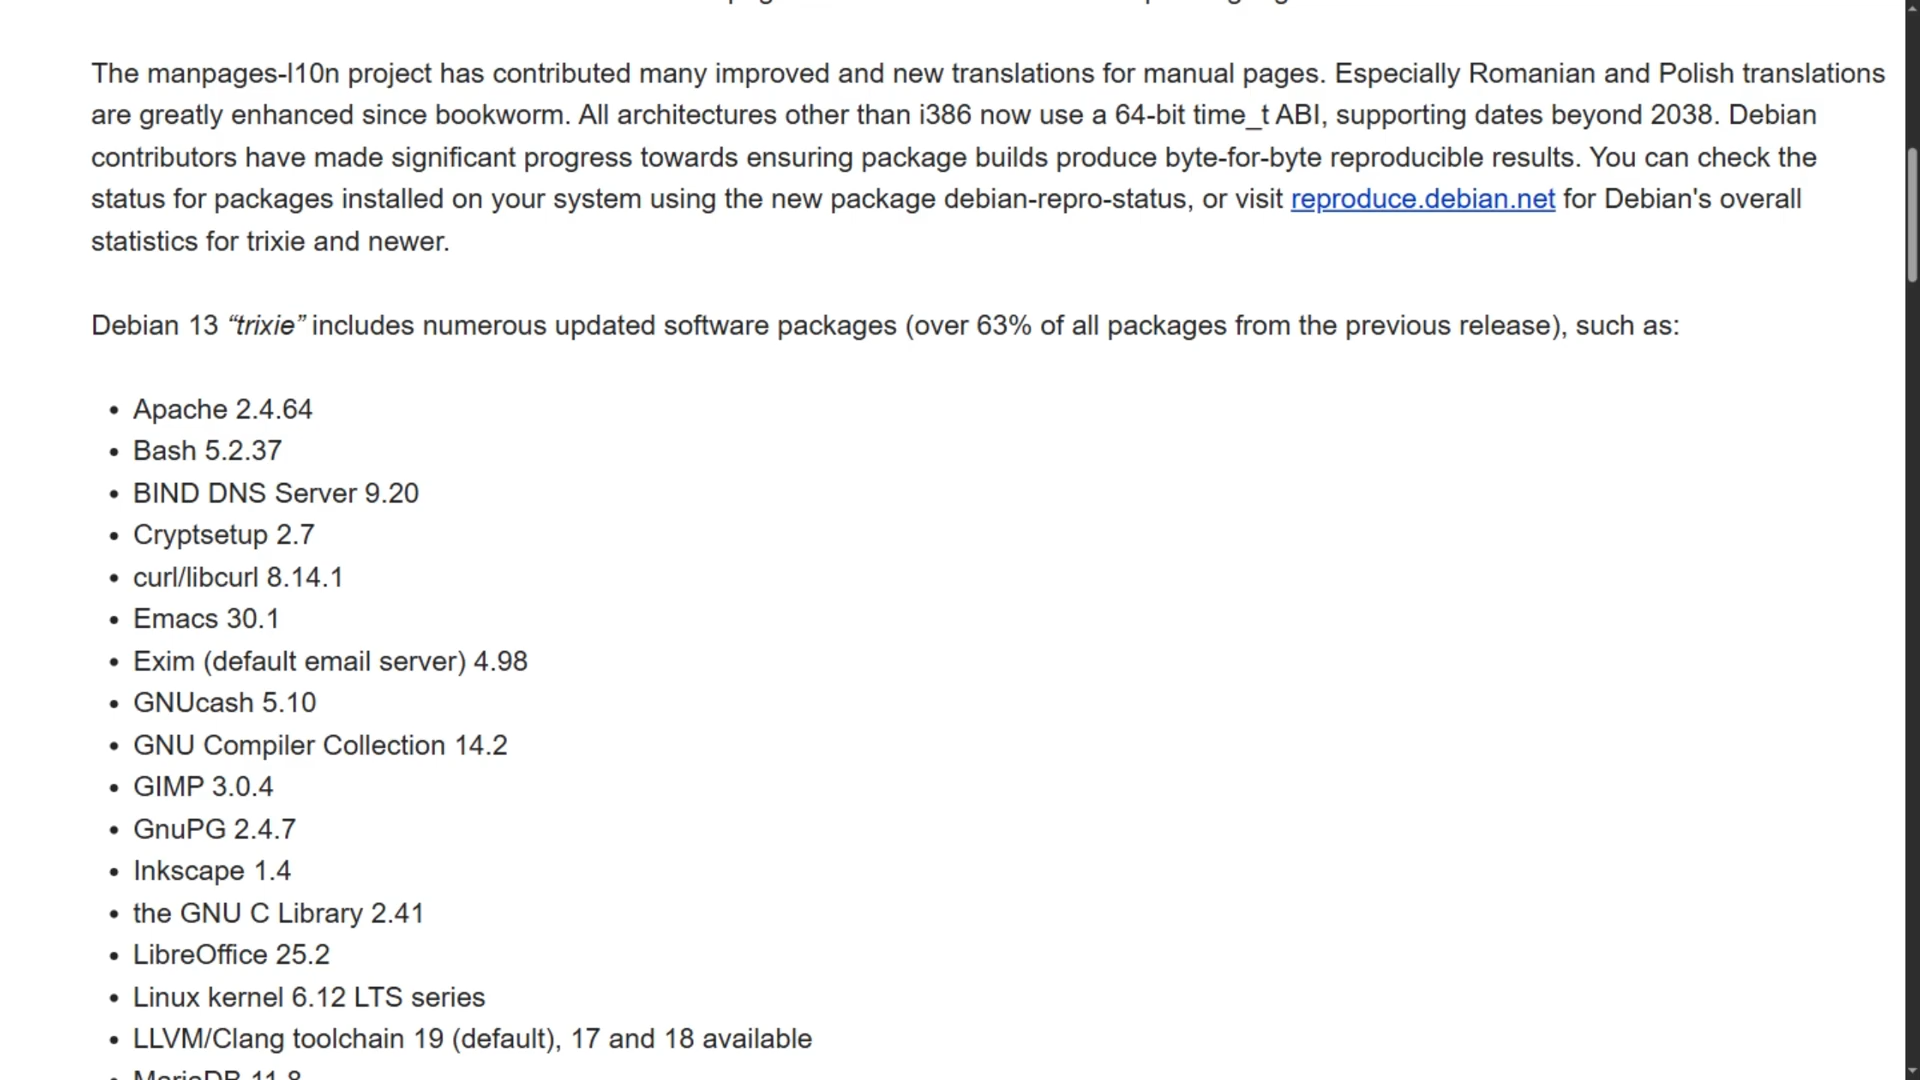 The manpages-l10n project has contributed many improved and new translations for manual pages. Especially Romanian and Polish translations
are greatly enhanced since bookworm. All architectures other than i386 now use a 64-bit time_t ABI, supporting dates beyond 2038. Debian
contributors have made significant progress towards ensuring package builds produce byte-for-byte reproducible results. You can check the
status for packages installed on your system using the new package debian-repro-status, or visit reproduce.debian.net for Debian's overall
statistics for trixie and newer.
Debian 13 “trixie” includes numerous updated software packages (over 63% of all packages from the previous release), such as:
• Apache 2.4.64
• Bash 5.2.37
• BIND DNS Server 9.20
• Cryptsetup 2.7
• curl/libcurl 8.14.1
• Emacs 30.1
• Exim (default email server) 4.98
• GNUcash 5.10
• GNU Compiler Collection 14.2
• GIMP 3.0.4
• GnuPG 2.4.7
• Inkscape 1.4
• the GNU C Library 2.41
• LibreOffice 25.2
• Linux kernel 6.12 LTS series
• LLVM/Clang toolchain 19 (default), 17 and 18 available
• MariaDB 11.8